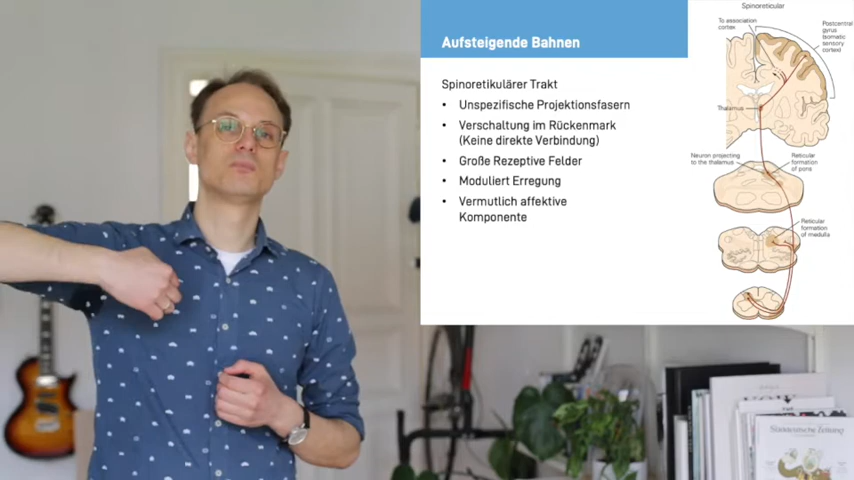 Aufsteigende Bahnen
Spinoretikulärer Trakt
• Unspezifische Projektionsfasern
• Verschaltung im Rückenmark
(Keine direkte Verbindung)
• Große Rezeptive Felder
• Moduliert Erregung
• Vermutlich affektive
Komponente
Spinoreticular
To association
cortex
Postcentral
gyrus
(somatic
sensory
cortex)
Thalamus
Neuron projecting
to the thalamus
Reticular
formation
of pons
Reticular
formation
of medulla
Süddeutsche Zeitung